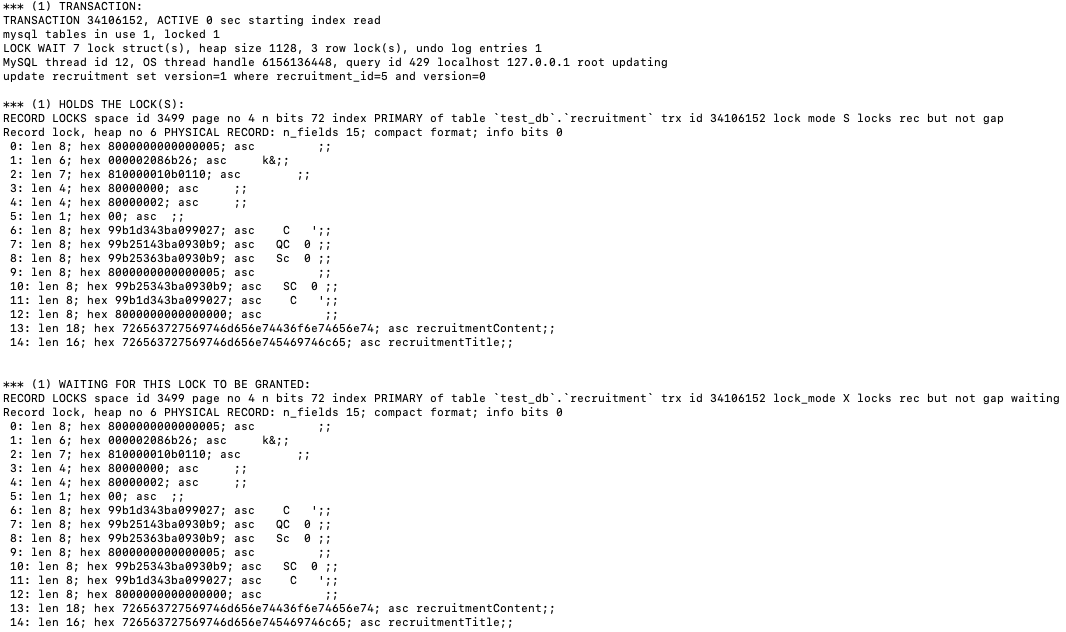 *** (1) TRANSACTION:
TRANSACTION 34106152, ACTIVE 0 sec starting index read
mysql tables in use 1, locked 1
LOCK WAIT 7 lock struct(s), heap size 1128, 3 row lock(s), undo log entries 1
MySQL thread id 12, OS thread handle 6156136448, query id 429 localhost 127.0.0.1 root updating
update recruitment set version=1 where recruitment_id=5 and version=0

*** (1) HOLDS THE LOCK(S):
RECORD LOCKS space id 3499 page no 4 n bits 72 index PRIMARY of table `test_db`.`recruitment` trx id 34106152 lock mode S locks rec but not gap
Record lock, heap no 6 PHYSICAL RECORD: n_fields 15; compact format; info bits 0
 0: len 8; hex 8000000000000005; asc         ;;
 1: len 6; hex 000002086b26; asc     k&;;
 2: len 7; hex 810000010b0110; asc        ;;
 3: len 4; hex 80000000; asc     ;;
 4: len 4; hex 80000002; asc     ;;
 5: len 1; hex 00; asc  ;;
 6: len 8; hex 99b1d343ba099027; asc    C   ';;
 7: len 8; hex 99b25143ba0930b9; asc   QC  0 ;;
 8: len 8; hex 99b25363ba0930b9; asc   Sc  0 ;;
 9: len 8; hex 8000000000000005; asc         ;;
 10: len 8; hex 99b25343ba0930b9; asc   SC  0 ;;
 11: len 8; hex 99b1d343ba099027; asc    C   ';;
 12: len 8; hex 8000000000000000; asc         ;;
 13: len 18; hex 726563727569746d656e74436f6e74656e74; asc recruitmentContent;;
 14: len 16; hex 726563727569746d656e745469746c65; asc recruitmentTitle;;

*** (1) WAITING FOR THIS LOCK TO BE GRANTED:
RECORD LOCKS space id 3499 page no 4 n bits 72 index PRIMARY of table `test_db`.`recruitment` trx id 34106152 lock_mode X locks rec but not gap waiting
Record lock, heap no 6 PHYSICAL RECORD: n_fields 15; compact format; info bits 0
 0: len 8; hex 8000000000000005; asc         ;;
 1: len 6; hex 000002086b26; asc     k&;;
 2: len 7; hex 810000010b0110; asc        ;;
 3: len 4; hex 80000000; asc     ;;
 4: len 4; hex 80000002; asc     ;;
 5: len 1; hex 00; asc  ;;
 6: len 8; hex 99b1d343ba099027; asc    C   ';;
 7: len 8; hex 99b25143ba0930b9; asc   QC  0 ;;
 8: len 8; hex 99b25363ba0930b9; asc   Sc  0 ;;
 9: len 8; hex 8000000000000005; asc         ;;
 10: len 8; hex 99b25343ba0930b9; asc   SC  0 ;;
 11: len 8; hex 99b1d343ba099027; asc    C   ';;
 12: len 8; hex 8000000000000000; asc         ;;
 13: len 18; hex 726563727569746d656e74436f6e74656e74; asc recruitmentContent;;
 14: len 16; hex 726563727569746d656e745469746c65; asc recruitmentTitle;;